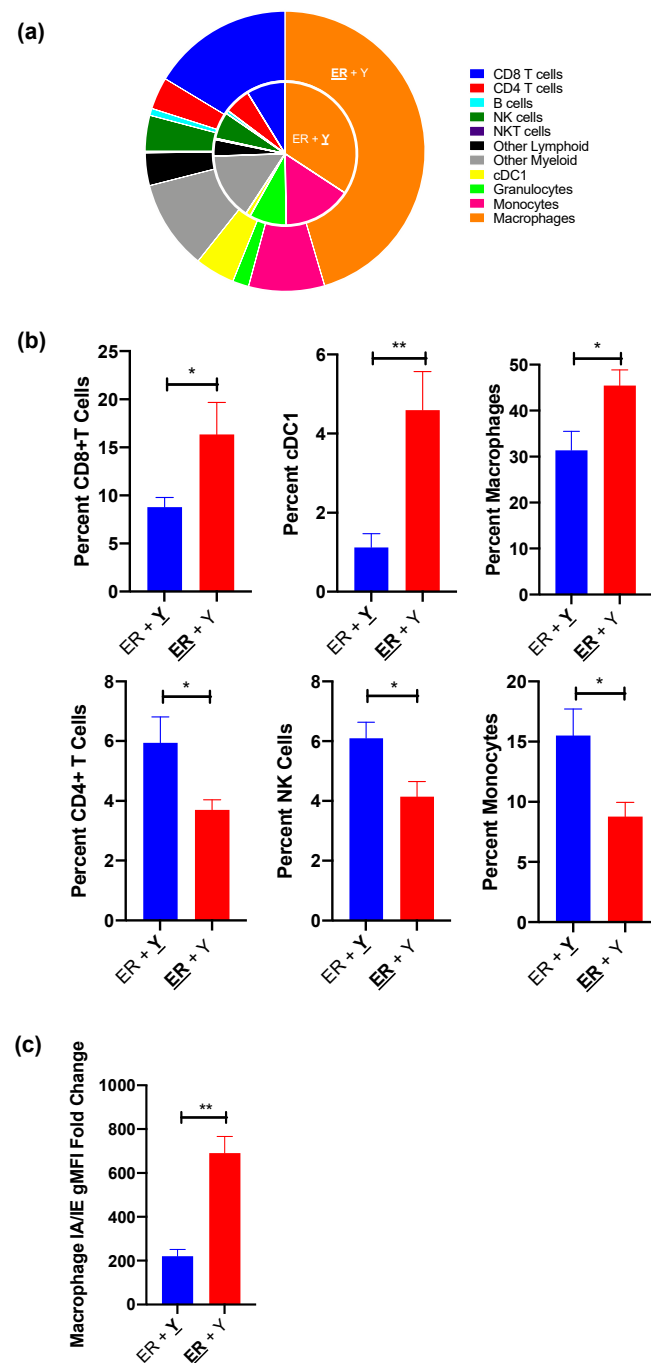 (a)
ER + Y
ER + Y
CD8 T cells
CD4 T cells
B cells
NK cells
NKT cells
Other Lymphoid
Other Myeloid
cDC1
Granulocytes
Monocytes
Macrophages
(b)
Percent CD8+T Cells
25
20
15
10
5
0
*
ER + Y
ER + Y
Percent cDC1
6
4
2
0
**
ER + Y
ER + Y
Percent Macrophages
50
40
30
20
10
0
*
ER + Y
ER + Y
Percent CD4+ T Cells
8
6
4
2
0
*
ER + Y
ER + Y
Percent NK Cells
8
6
4
2
0
*
ER + Y
ER + Y
Percent Monocytes
20
15
10
5
0
*
ER + Y
ER + Y
(c)
Macrophage IA/IE gMFI Fold Change
1000
800
600
400
200
0
**
ER + Y
ER + Y